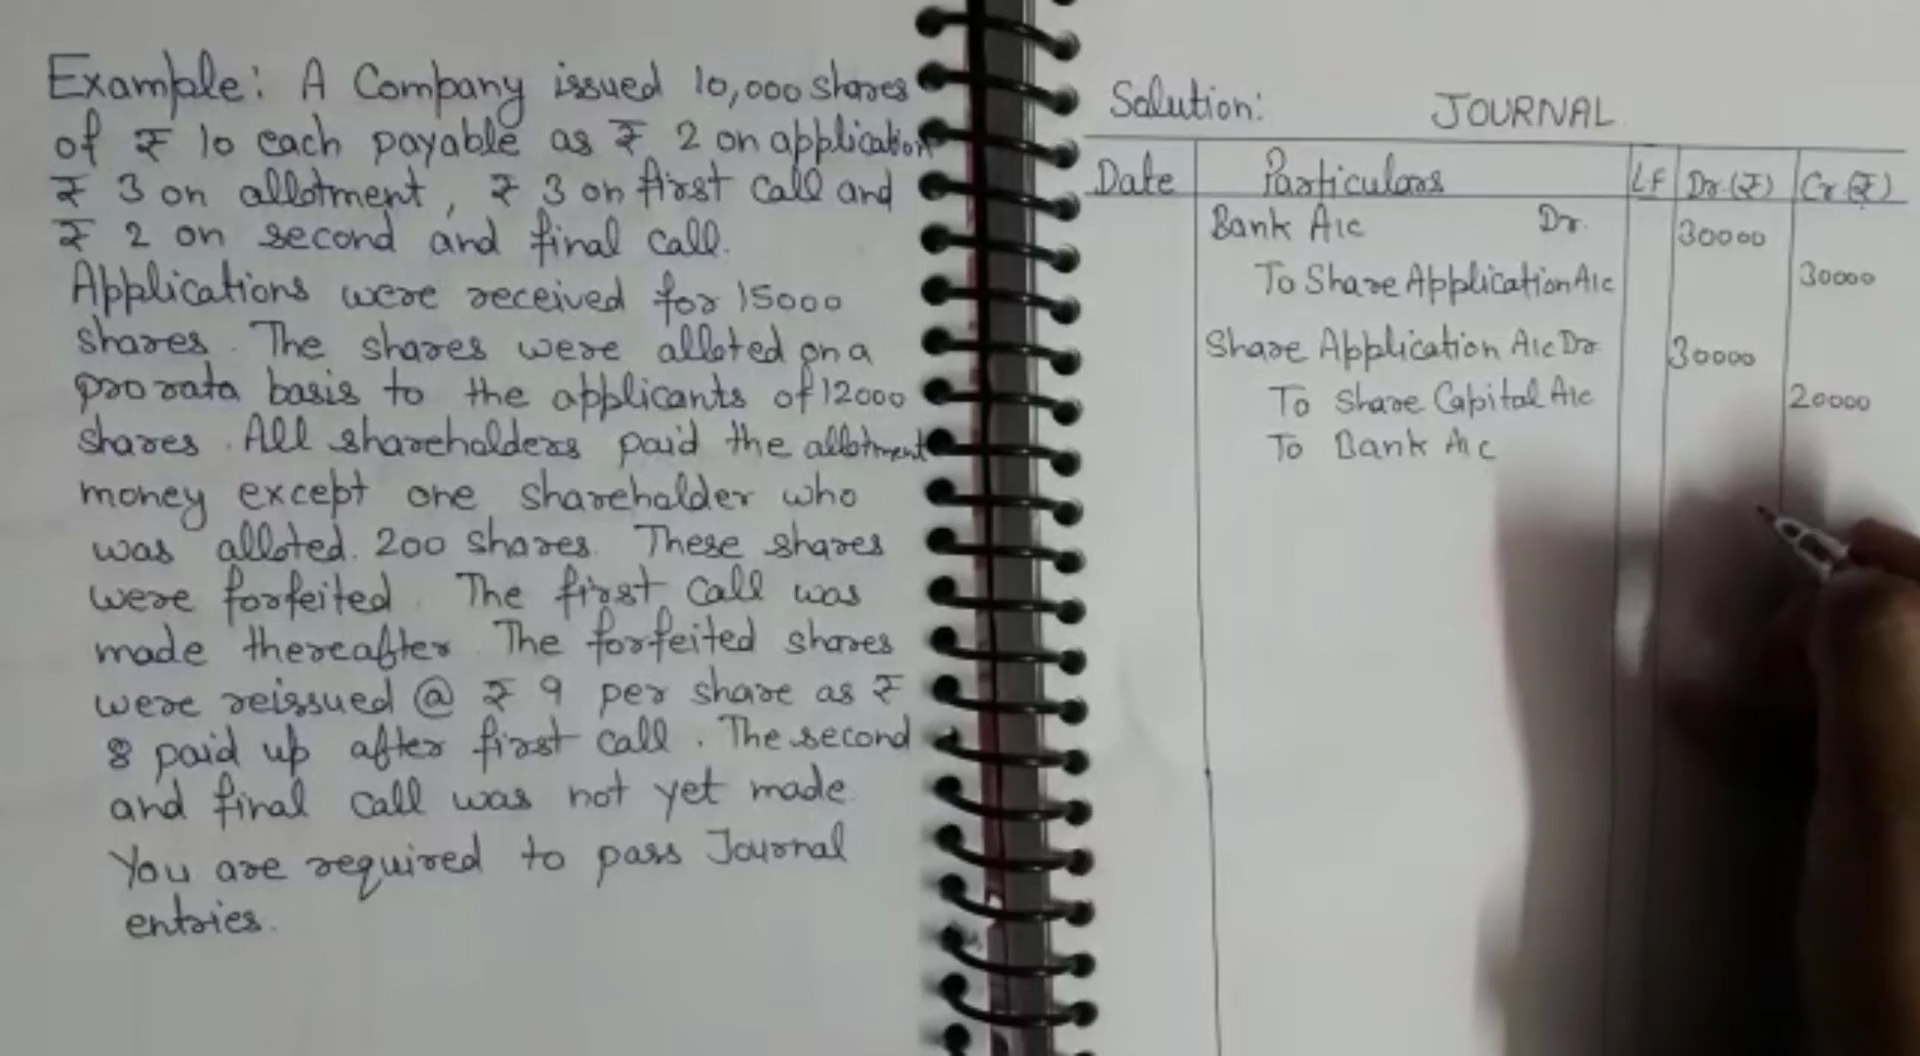 Example: A Company issued 10,000 shares
of ₹ 10 each payable as ₹ 2 on application
₹ 3 on allotment, ₹ 3 on first call and
₹ 2 on second and final call.
Applications were received for 15000
shares. The shares were alloted on a
pro rata basis to the applicants of 12000
shares. All shareholders paid the allotment
money except one shareholder who
was alloted 200 shares. These shares
were forfeited. The first call was
made thereafter. The forfeited shares
were reissued @ ₹ 9 per share as ₹
8 paid up after first call. The second
and final call was not yet made.
You are required to pass Journal
entries.
Solution: JOURNAL
Date Particulars LF Dr.(₹) Cr.(₹)
Bank A/c Dr. 30000
To Share Application A/c 30000
Share Application A/c Dr 30000
To Share Capital A/c 20000
To Bank A/c